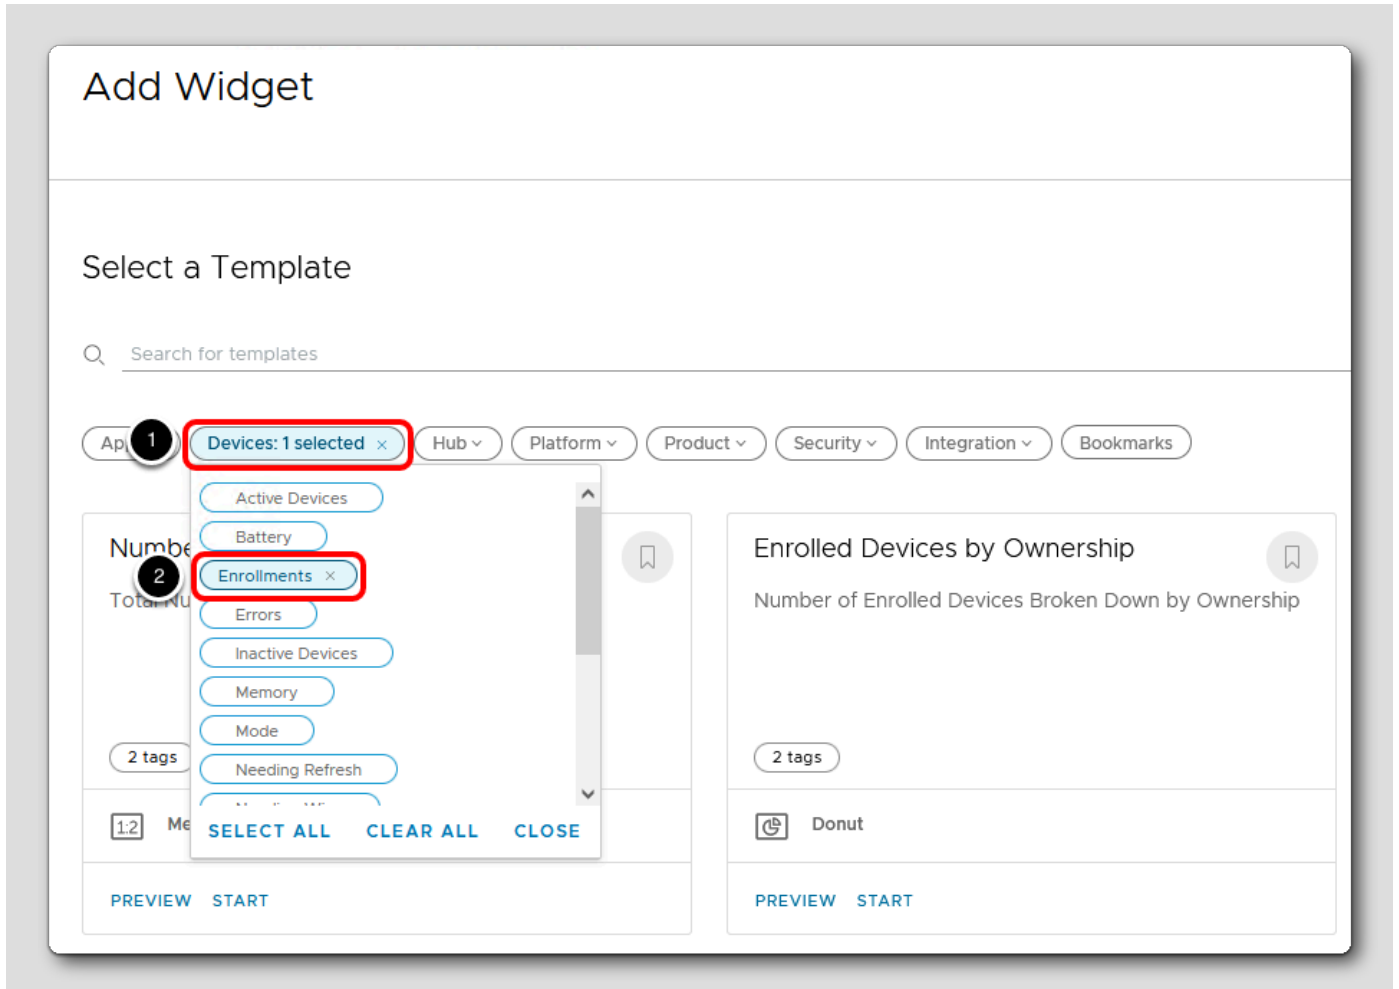 Add Widget
Select a Template
Search for templates
1 Devices: 1 selected × Hub Platform Product Security Integration Bookmarks
Active Devices
Battery
Enrolled Devices by Ownership
2 Enrollments ×
Number of Enrolled Devices Broken Down by Ownership
Errors
Inactive Devices
Memory
Mode
2 tags 2 tags
Needing Refresh
1:2 SELECT ALL CLEAR ALL CLOSE Donut
PREVIEW START PREVIEW START